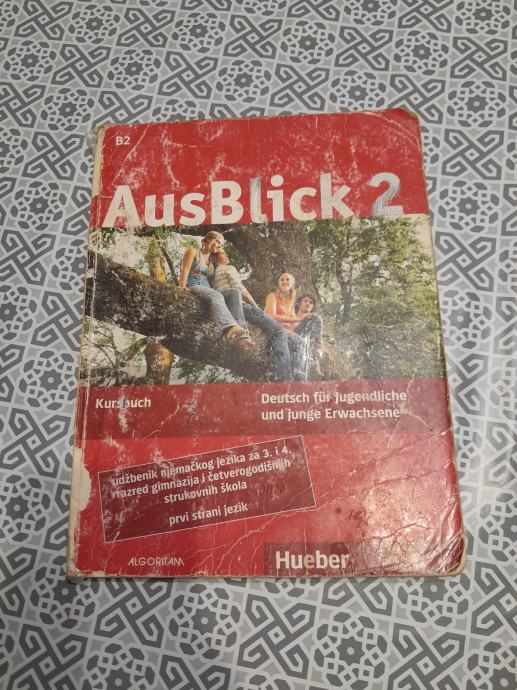 B2
AusBlick 2
Kursbuch
Deutsch für Jugendliche
und junge Erwachsene
udžbenik njemačkog jezika za 3. i 4.
razred gimnazija i četverogodišnjih
strukovnih škola
prvi strani jezik
ALGORITAM
Hueber